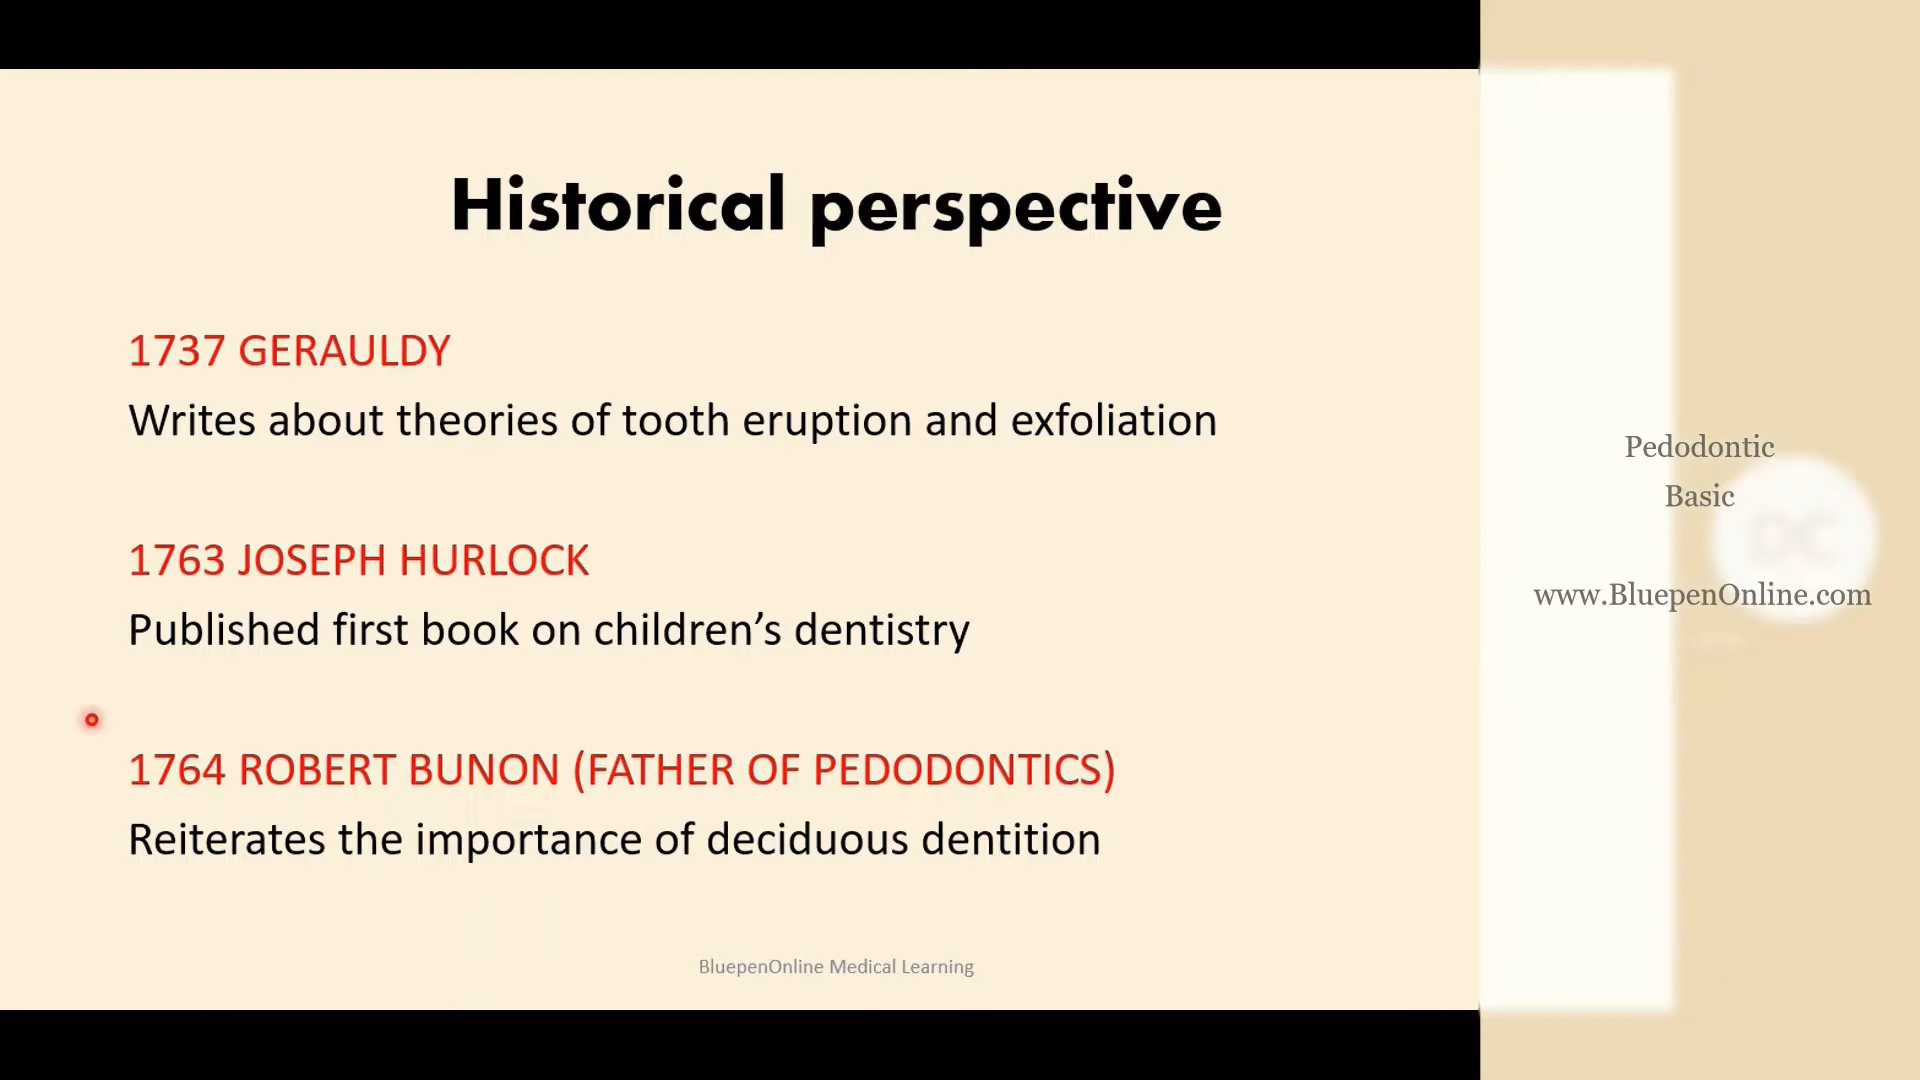 Historical perspective
1737 GERAULDY
Writes about theories of tooth eruption and exfoliation
1763 JOSEPH HURLOCK
Published first book on children’s dentistry
1764 ROBERT BUNON (FATHER OF PEDODONTICS)
Reiterates the importance of deciduous dentition
BluepenOnline Medical Learning
Pedodontic
Basic
www.BluepenOnline.com